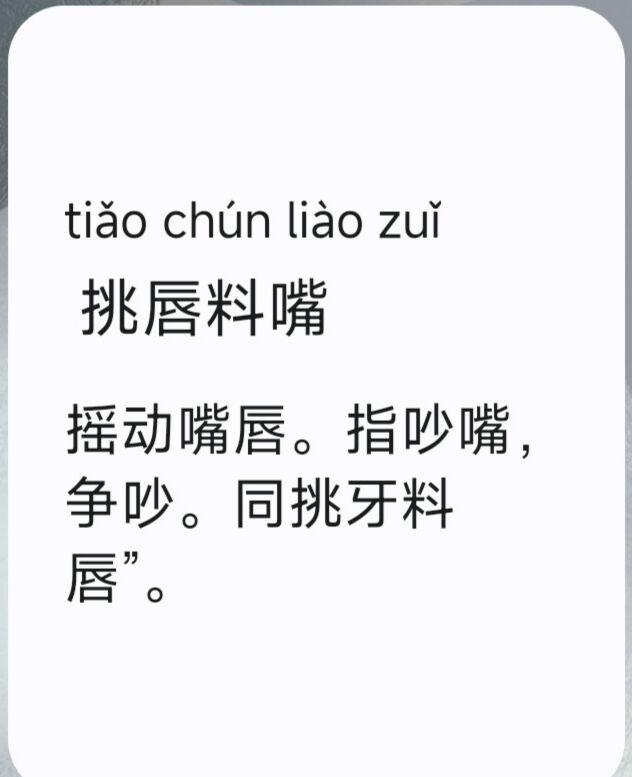 tiǎo chún liào zuǐ
挑唇料嘴
摇动嘴唇。指吵嘴，
争吵。同挑牙料
唇”。